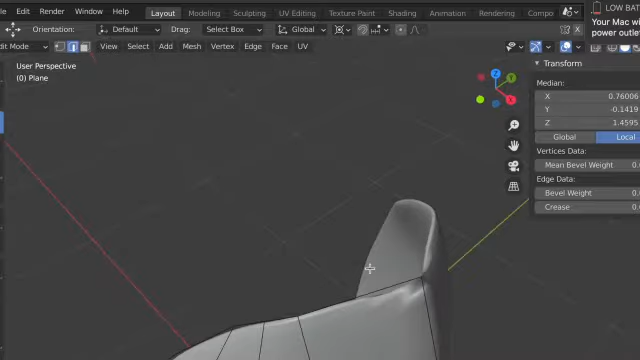 Edit Render Window Help Layout Modeling Sculpting UV Editing Texture Paint Shading Animation Rendering Compo
LOW BAT
Your Mac wi
power outle
Orientation: Default Drag: Select Box Global
dit Mode View Select Add Mesh Vertex Edge Face UV
User Perspective
(0) Plane
Z
Y
X
Transform
Median:
X 0.76006
Y -0.1419
Z 1.4595
Global Local
Vertices Data:
Mean Bevel Weight 0.
Edge Data:
Bevel Weight 0.
Crease 0.